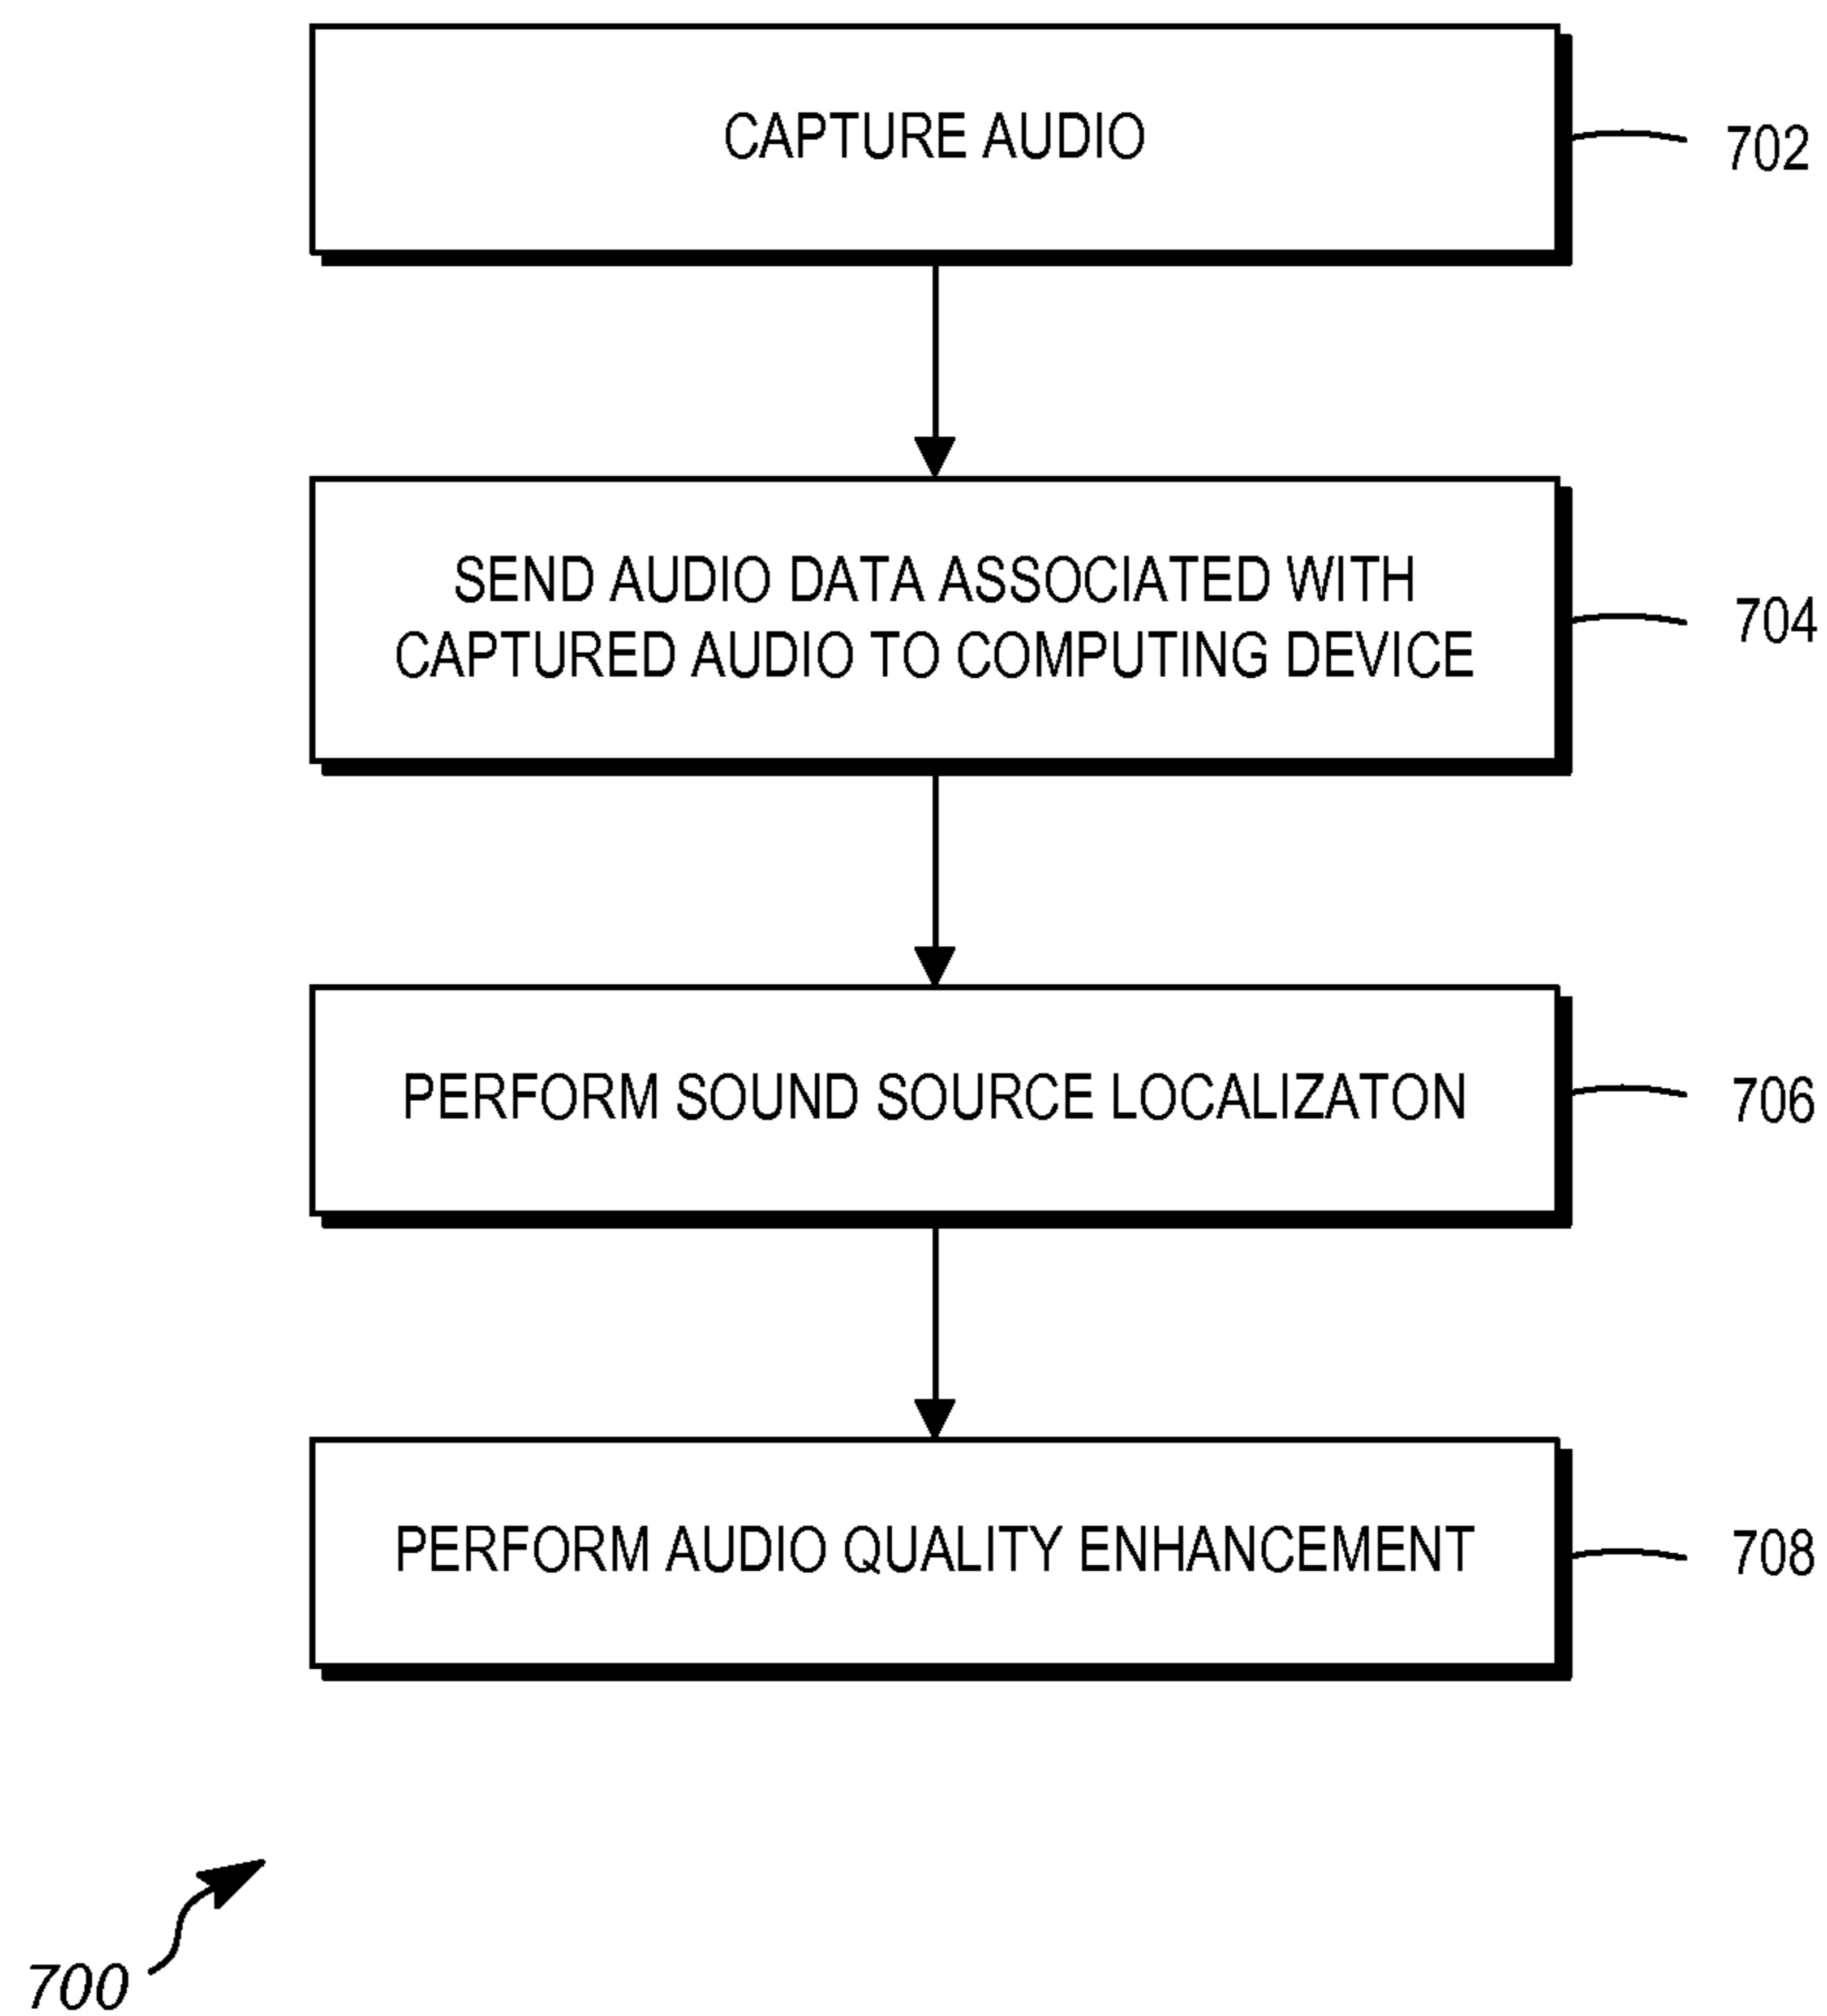 CAPTURE AUDIO
702
SEND AUDIO DATA ASSOCIATED WITH
CAPTURED AUDIO TO COMPUTING DEVICE
704
PERFORM SOUND SOURCE LOCALIZATON
706
PERFORM AUDIO QUALITY ENHANCEMENT
708
700